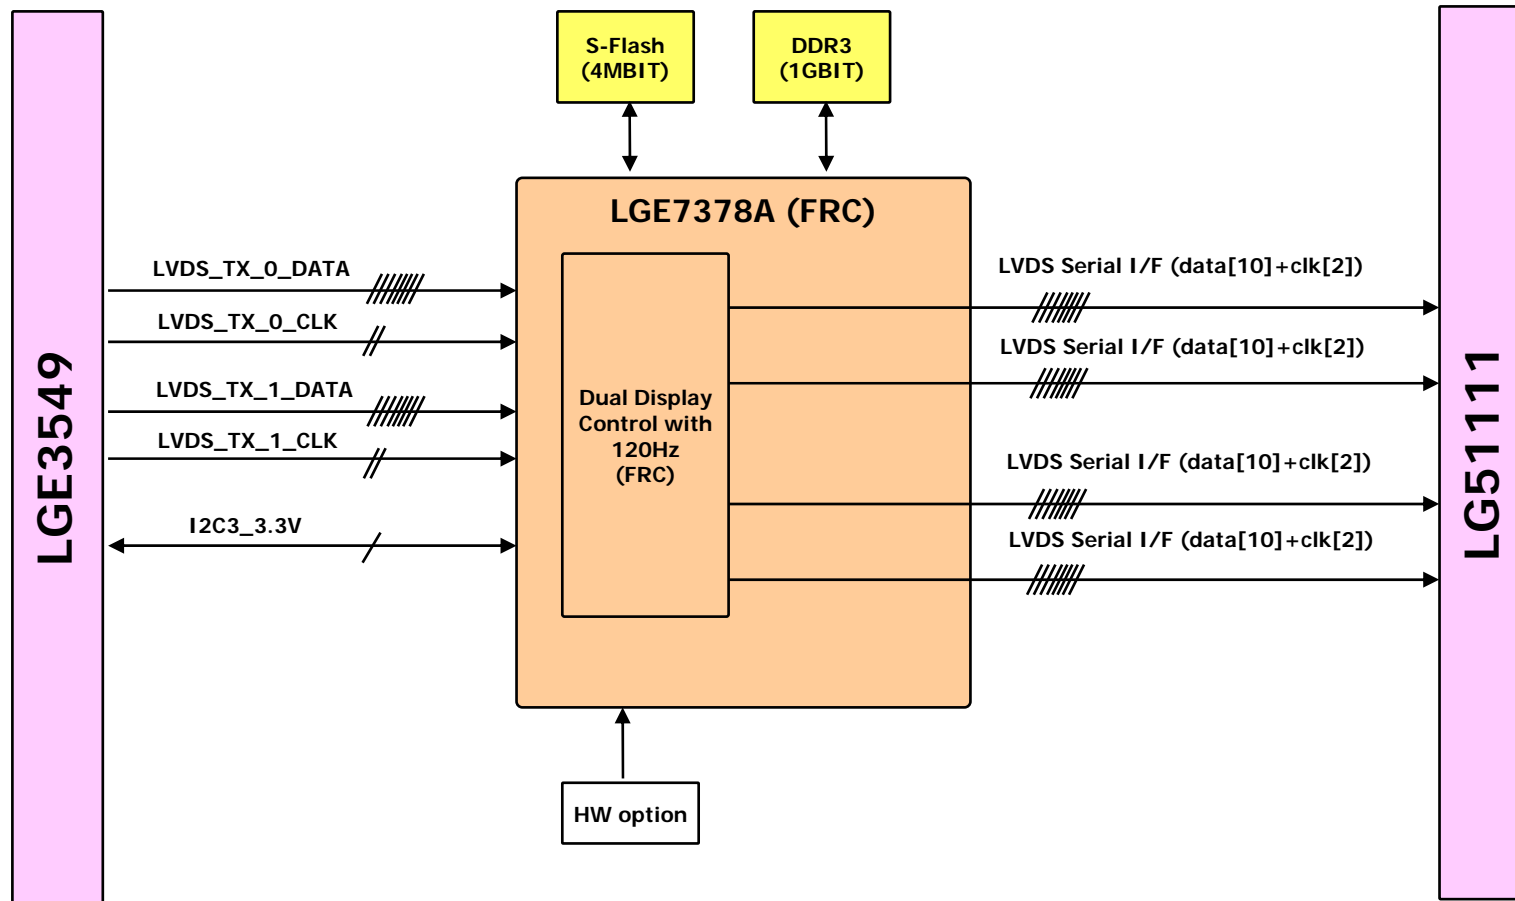 S-Flash
(4MBIT)
DDR3
(1GBIT)
LGE7378A (FRC)
LGE3549
LVDS_TX_0_DATA
LVDS_TX_0_CLK
LVDS_TX_1_DATA
LVDS_TX_1_CLK
I2C3_3.3V
Dual Display
Control with
120Hz
(FRC)
LVDS Serial I/F (data[10]+clk[2])
LVDS Serial I/F (data[10]+clk[2])
LVDS Serial I/F (data[10]+clk[2])
LVDS Serial I/F (data[10]+clk[2])
LG51111
HW option